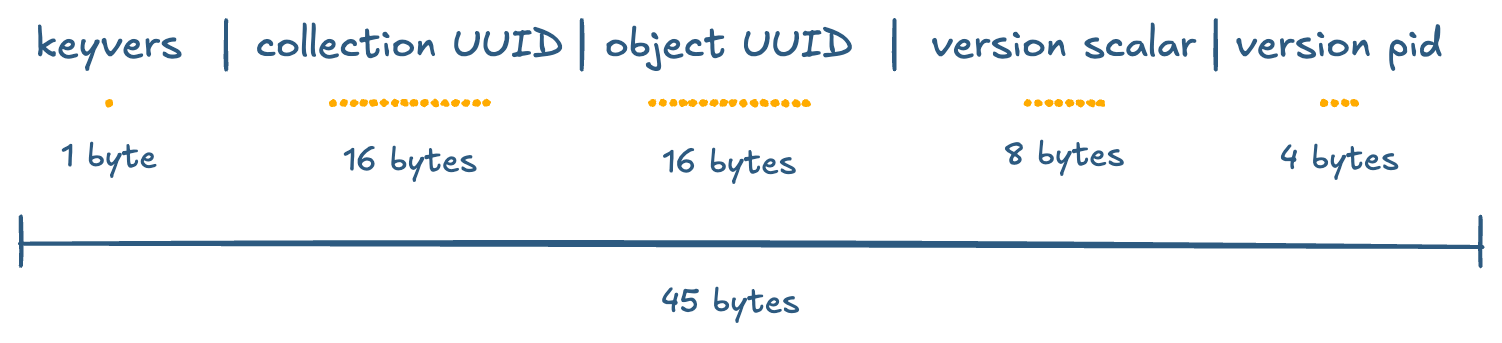 keyvers | collection UUID | object UUID | version scalar | version pid
1 byte 16 bytes 16 bytes 8 bytes 4 bytes
45 bytes